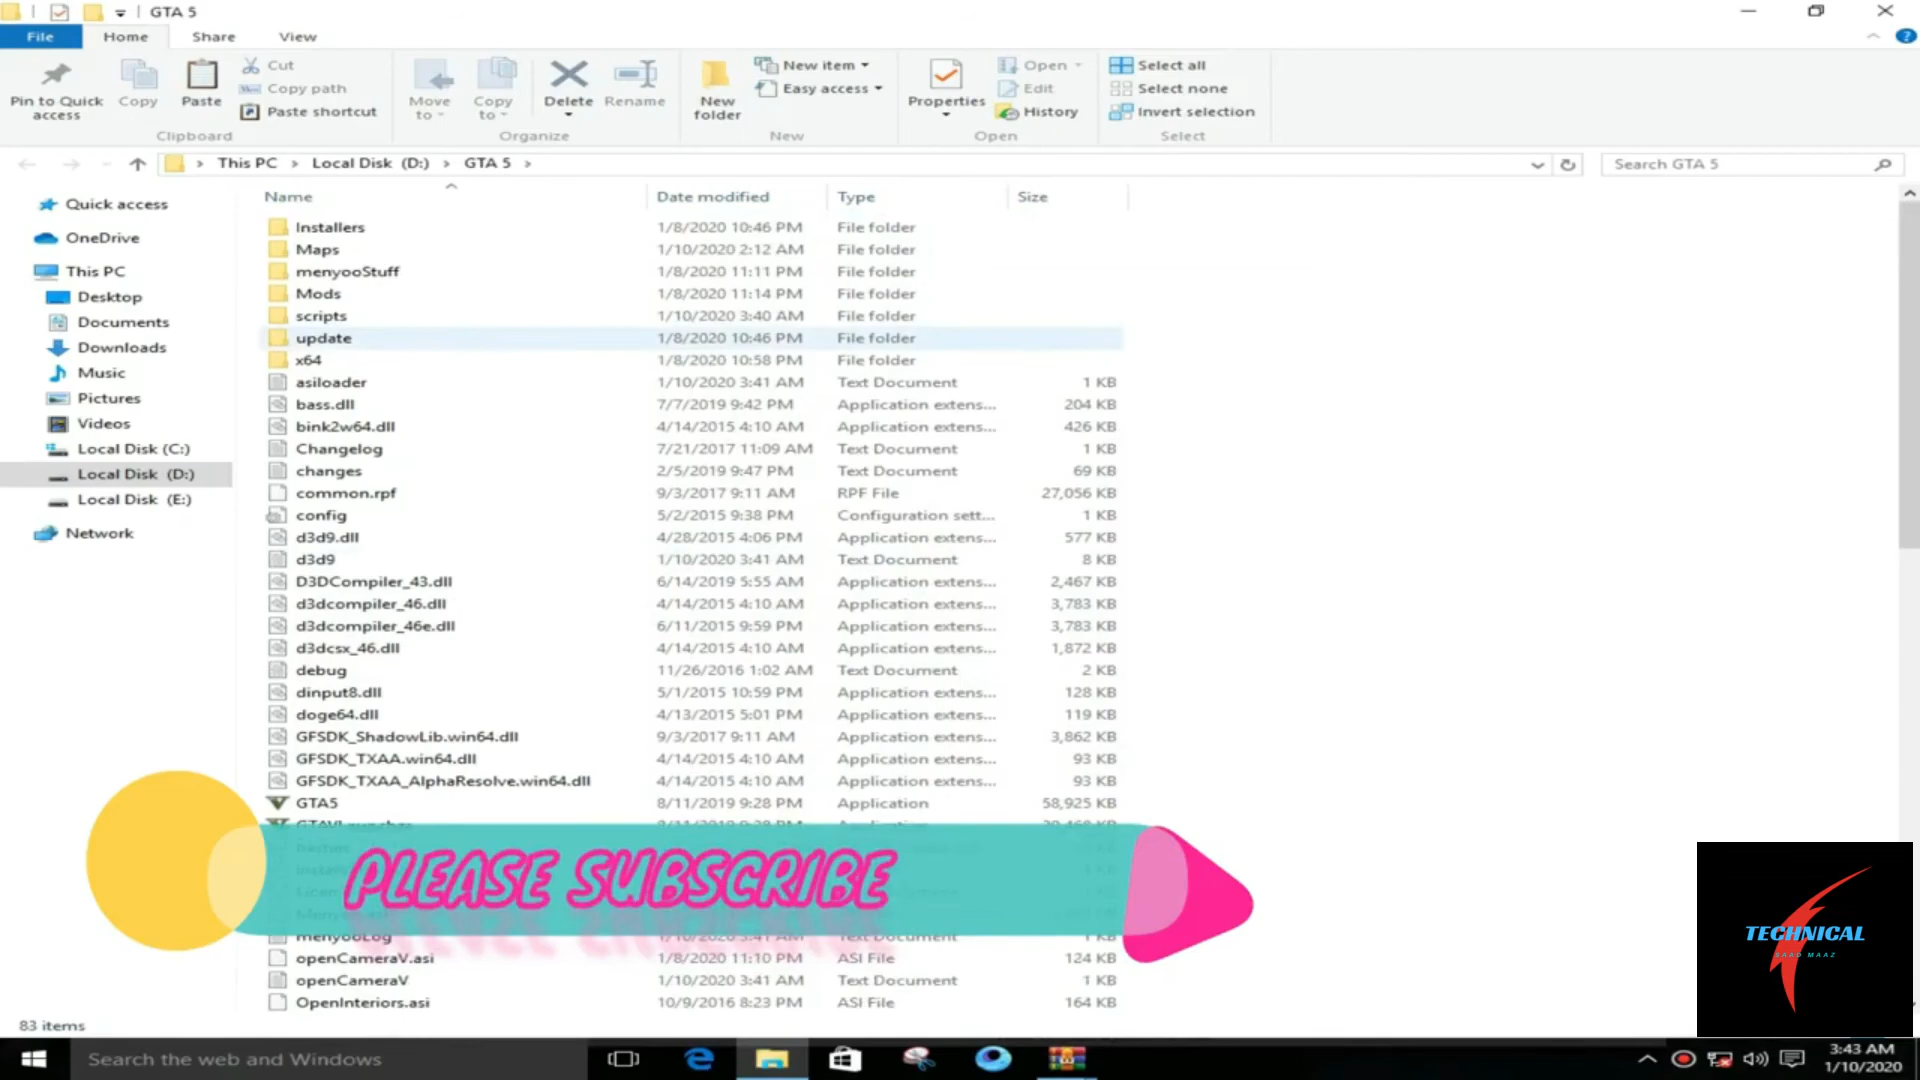 GTA 5
File Home Share View
Pin to Quick access
Copy
Paste
Cut
Copy path
Paste shortcut
Clipboard
Move to
Copy to
Delete
Rename
Organize
New folder
New item
Easy access
New
Properties
Open
Edit
History
Open
Select all
Select none
Invert selection
Select
This PC > Local Disk (D:) > GTA 5 >
Search GTA 5
Quick access
OneDrive
This PC
Desktop
Documents
Downloads
Music
Pictures
Videos
Local Disk (C:)
Local Disk (D:)
Local Disk (E:)
Network
Name Date modified Type Size
Installers 1/8/2020 10:46 PM File folder
Maps 1/10/2020 2:12 AM File folder
menyooStuff 1/8/2020 11:11 PM File folder
Mods 1/8/2020 11:14 PM File folder
scripts 1/10/2020 3:40 AM File folder
update 1/8/2020 10:46 PM File folder
x64 1/8/2020 10:58 PM File folder
asiloader 1/10/2020 3:41 AM Text Document 1 KB
bass.dll 7/7/2019 9:42 PM Application extens... 204 KB
bink2w64.dll 4/14/2015 4:10 AM Application extens... 426 KB
Changelog 7/21/2017 11:09 AM Text Document 1 KB
changes 2/5/2019 9:47 PM Text Document 69 KB
common.rpf 9/3/2017 9:11 AM RPF File 27,056 KB
config 5/2/2015 9:38 PM Configuration sett... 1 KB
d3d9.dll 4/28/2015 4:06 PM Application extens... 577 KB
d3d9 1/10/2020 3:41 AM Text Document 8 KB
D3DCompiler_43.dll 6/14/2019 5:55 AM Application extens... 2,467 KB
d3dcompiler_46.dll 4/14/2015 4:10 AM Application extens... 3,783 KB
d3dcompiler_46e.dll 6/11/2015 9:59 PM Application extens... 3,783 KB
d3dcsx_46.dll 4/14/2015 4:10 AM Application extens... 1,872 KB
debug 11/26/2016 1:02 AM Text Document 2 KB
dinput8.dll 5/1/2015 10:59 PM Application extens... 128 KB
doge64.dll 4/13/2015 5:01 PM Application extens... 119 KB
GFSDK_ShadowLib.win64.dll 9/3/2017 9:11 AM Application extens... 3,862 KB
GFSDK_TXAA.win64.dll 4/14/2015 4:10 AM Application extens... 93 KB
GFSDK_TXAA_AlphaResolve.win64.dll 4/14/2015 4:10 AM Application extens... 93 KB
GTA5 8/11/2019 9:28 PM Application 58,925 KB
PLEASE SUBSCRIBE
menyooLog 1/10/2020 3:41 AM Text Document 1 KB
openCameraV.asi 1/8/2020 11:10 PM ASI File 124 KB
openCameraV 1/10/2020 3:41 AM Text Document 1 KB
OpenInteriors.asi 10/9/2016 8:23 PM ASI File 164 KB
TECHNICAL
SAAD MAAZ
83 items
Search the web and Windows
3:43 AM
1/10/2020